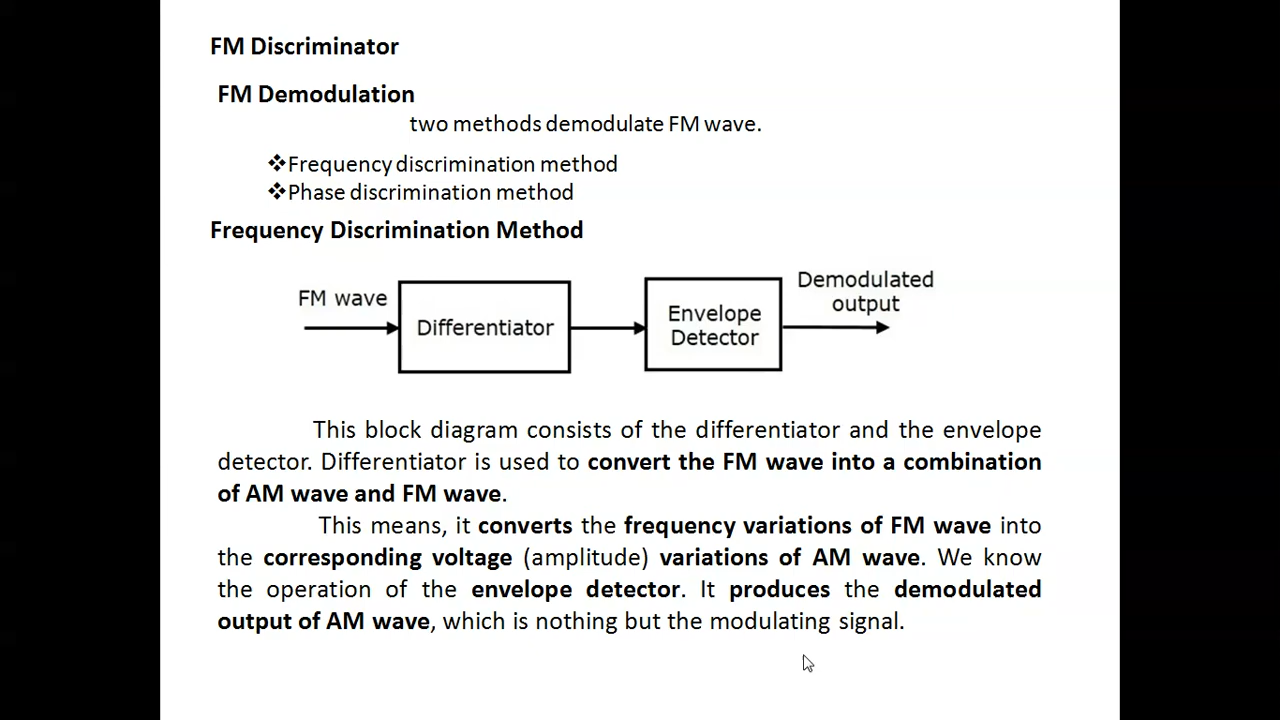 FM Discriminator
FM Demodulation
two methods demodulate FM wave.
❖Frequency discrimination method
❖Phase discrimination method
Frequency Discrimination Method
FM wave
Differentiator
Envelope
Detector
Demodulated
output
This block diagram consists of the differentiator and the envelope
detector. Differentiator is used to convert the FM wave into a combination
of AM wave and FM wave.
This means, it converts the frequency variations of FM wave into
the corresponding voltage (amplitude) variations of AM wave. We know
the operation of the envelope detector. It produces the demodulated
output of AM wave, which is nothing but the modulating signal.